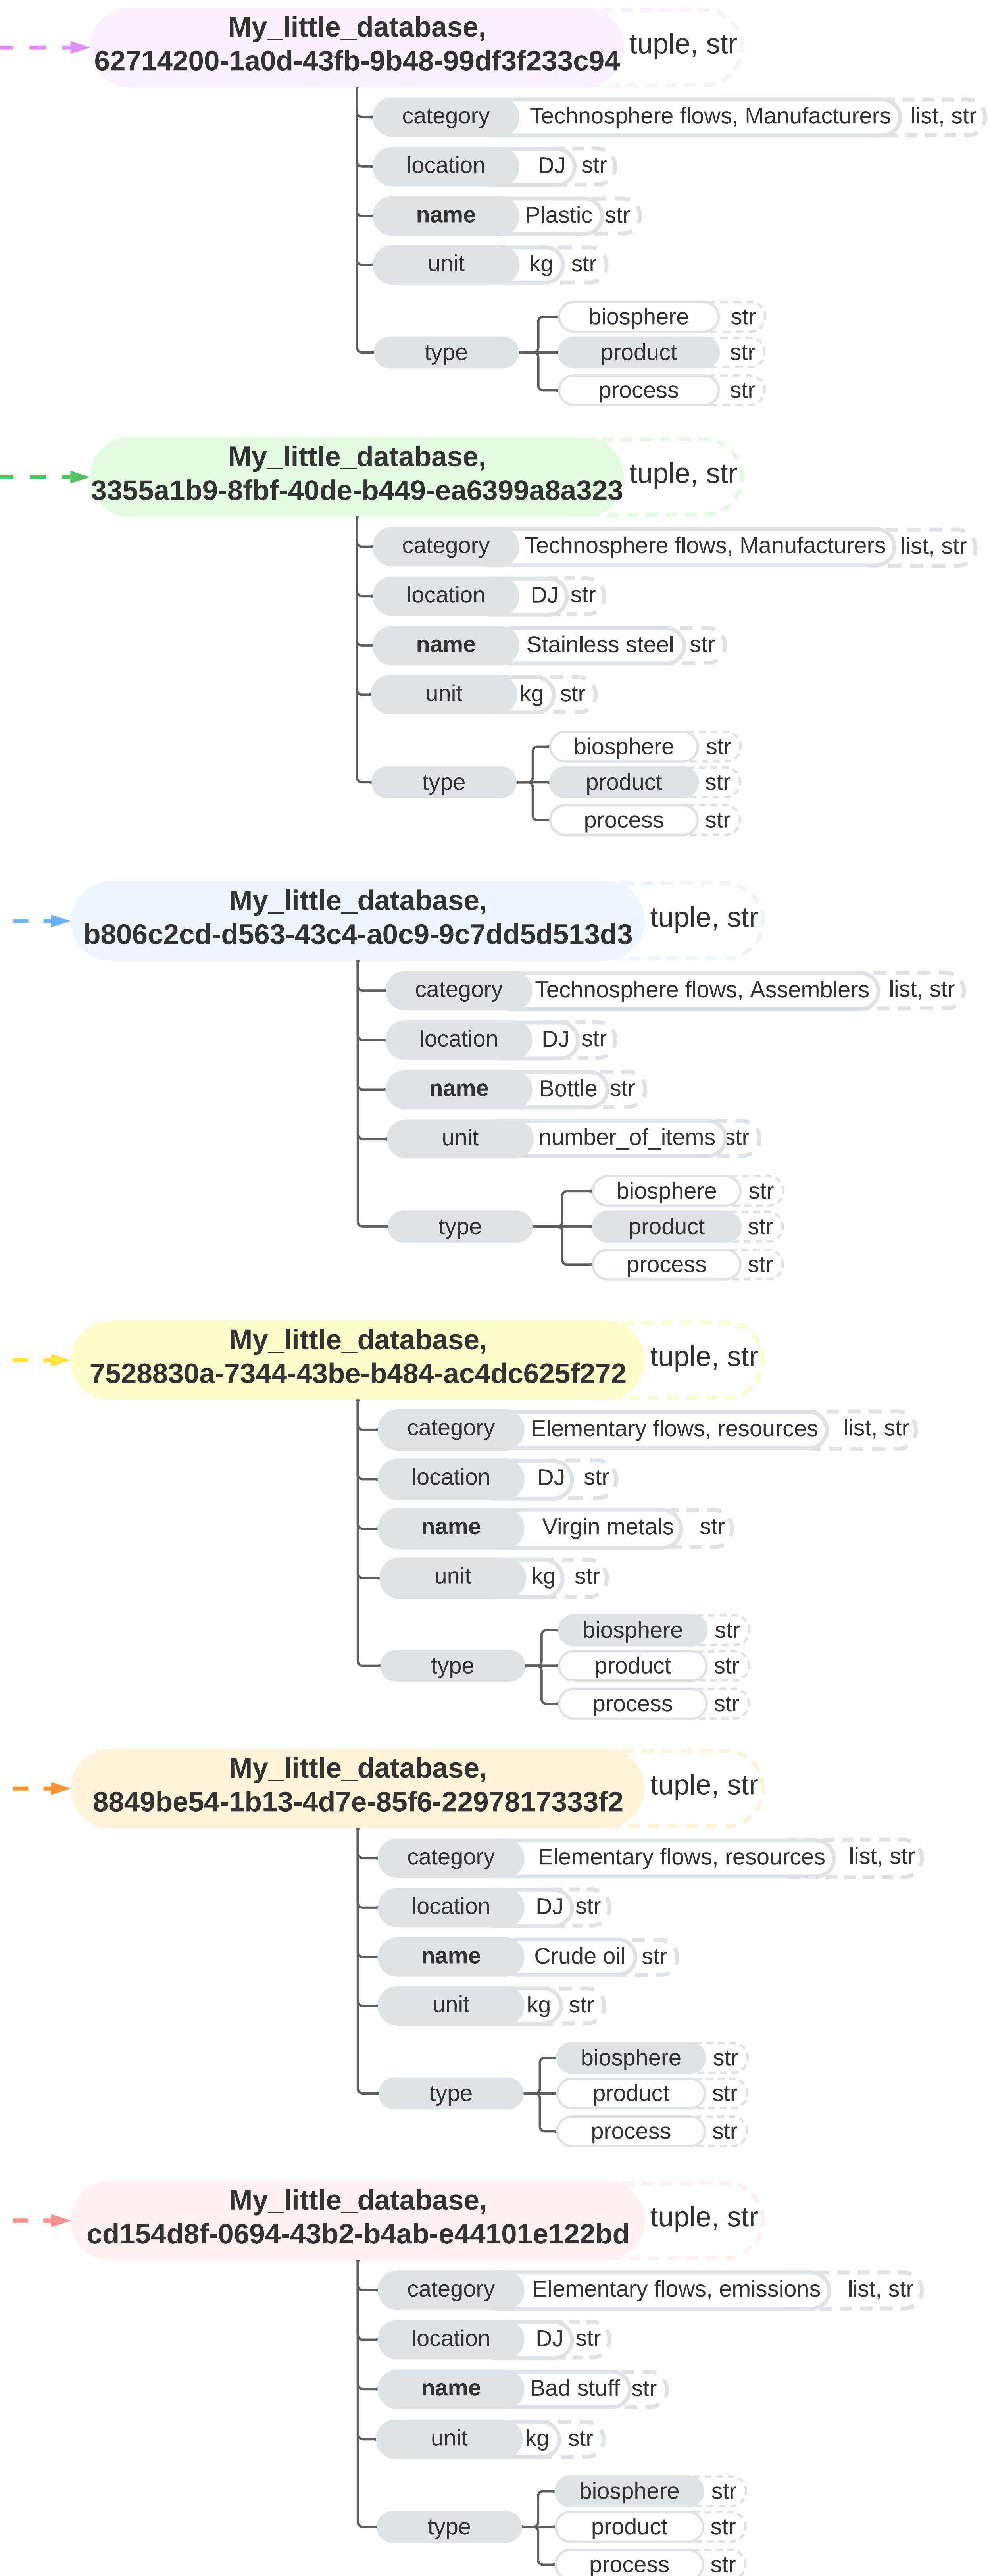 My_little_database,
62714200-1a0d-43fb-9b48-99df3f233c94
tuple, str
category Technosphere flows, Manufacturers list, str
location DJ str
name Plastic str
unit kg str
biosphere str
type product str
process str
My_little_database,
3355a1b9-8fbf-40de-b449-ea6399a8a323
tuple, str
category Technosphere flows, Manufacturers list, str
location DJ str
name Stainless steel str
unit kg str
biosphere str
type product str
process str
My_little_database,
b806c2cd-d563-43c4-a0c9-9c7dd5d513d3
tuple, str
category Technosphere flows, Assemblers list, str
location DJ str
name Bottle str
unit number_of_items str
biosphere str
type product str
process str
My_little_database,
7528830a-7344-43be-b484-ac4dc625f272
tuple, str
category Elementary flows, resources list, str
location DJ str
name Virgin metals str
unit kg str
biosphere str
type product str
process str
My_little_database,
8849be54-1b13-4d7e-85f6-2297817333f2
tuple, str
category Elementary flows, resources list, str
location DJ str
name Crude oil str
unit kg str
biosphere str
type product str
process str
My_little_database,
cd154d8f-0694-43b2-b4ab-e44101e122bd
tuple, str
category Elementary flows, emissions list, str
location DJ str
name Bad stuff str
unit kg str
biosphere str
type product str
process str